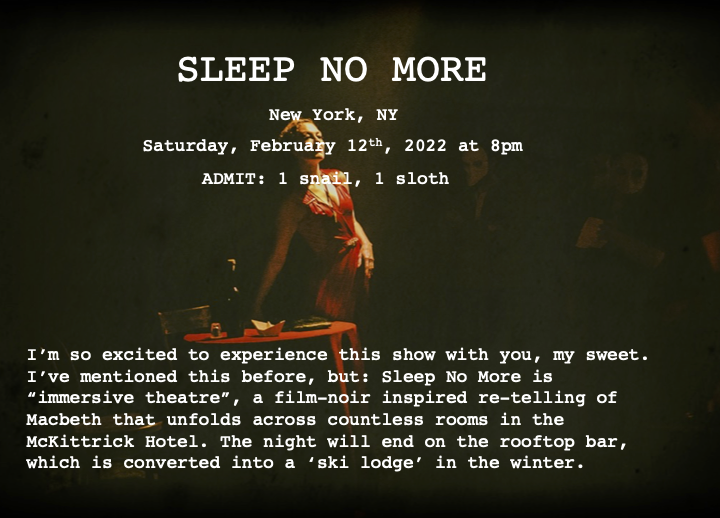 SLEEP NO MORE
New York, NY
Saturday, February 12th, 2022 at 8pm
ADMIT: 1 snail, 1 sloth
I’m so excited to experience this show with you, my sweet.
I’ve mentioned this before, but: Sleep No More is
“immersive theatre”, a film-noir inspired re-telling of
Macbeth that unfolds across countless rooms in the
McKittrick Hotel. The night will end on the rooftop bar,
which is converted into a ‘ski lodge’ in the winter.